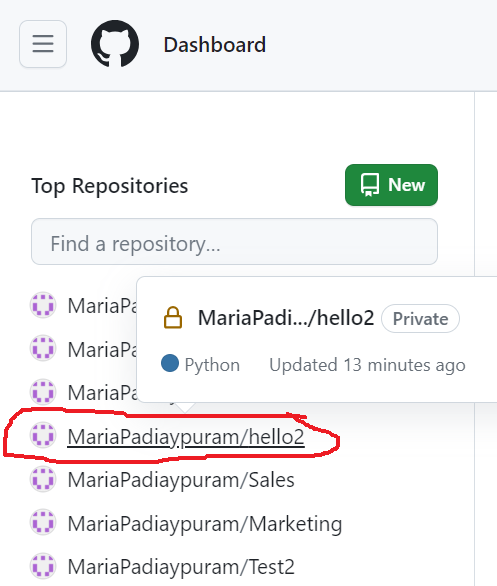 Dashboard
Top Repositories
New
Find a repository...
MariaPadi.../hello2 Private
Python Updated 13 minutes ago
MariaPa
MariaPa
MariaPa
MariaPadiaypuram/hello2
MariaPadiaypuram/Sales
MariaPadiaypuram/Marketing
MariaPadiaypuram/Test2